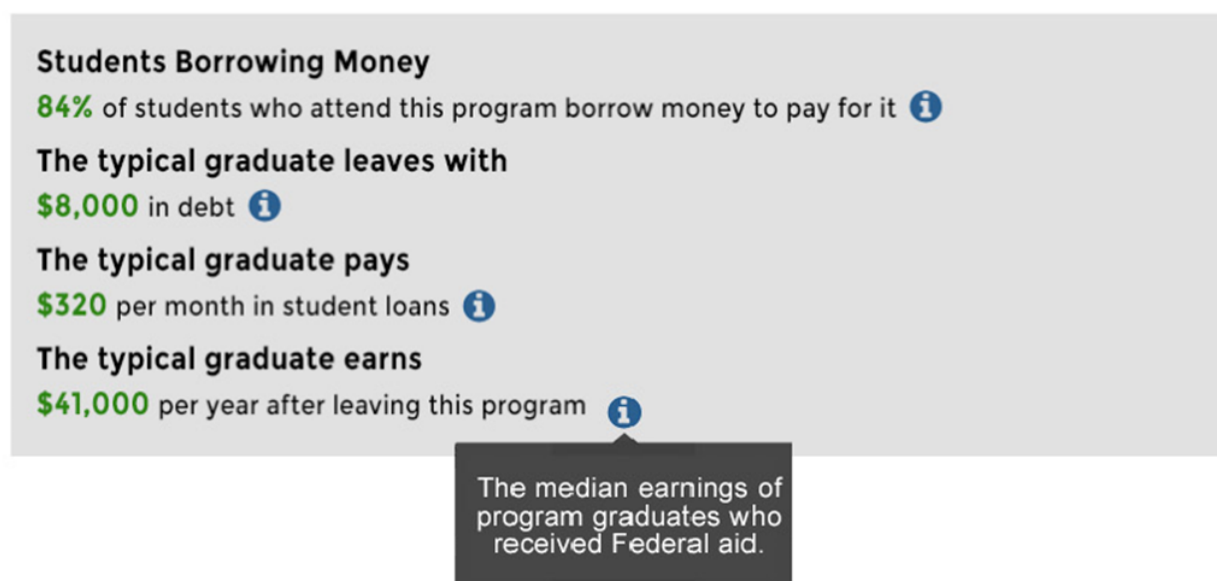 Students Borrowing Money
84% of students who attend this program borrow money to pay for it
The typical graduate leaves with
$8,000 in debt
The typical graduate pays
$320 per month in student loans
The typical graduate earns
$41,000 per year after leaving this program
The median earnings of
program graduates who
received Federal aid.